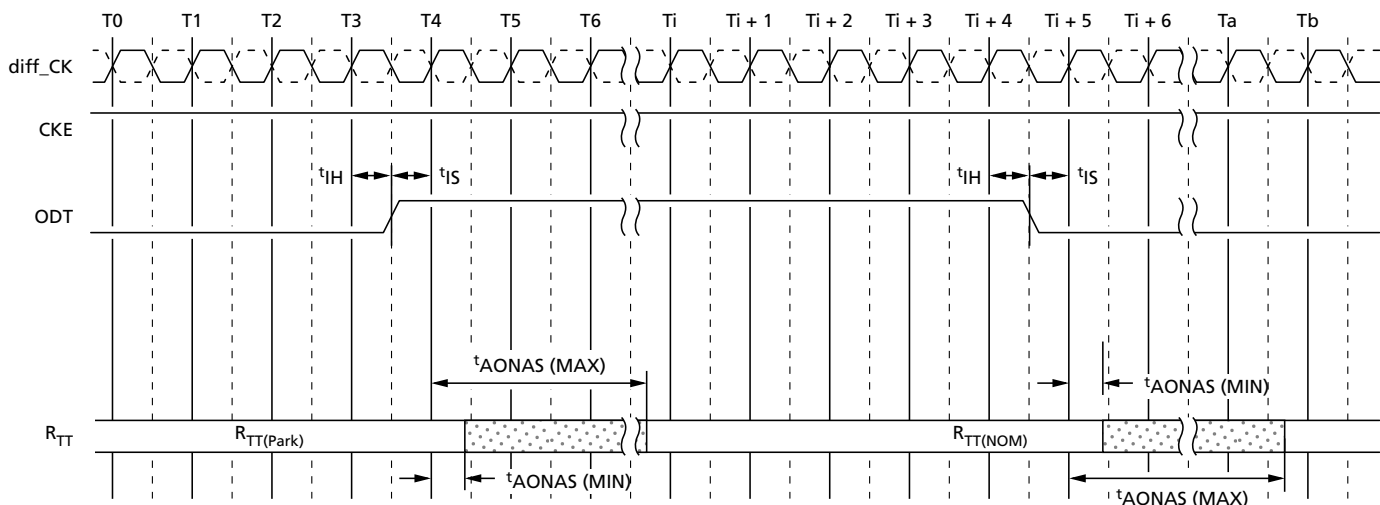 T0 T1 T2 T3 T4 T5 T6 Ti Ti + 1 Ti + 2 Ti + 3 Ti + 4 Ti + 5 Ti + 6 Ta Tb
diff_CK
CKE
tIH tIS tIH tIS
ODT
tAONAS (MAX)
tAONAS (MIN)
RTT RTT(Park) RTT(NOM)
tAONAS (MIN)
tAONAS (MAX)